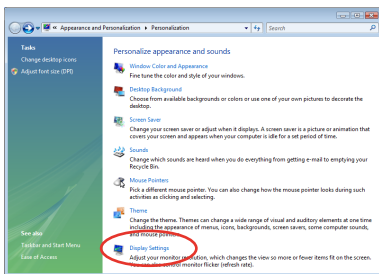 « Appearance and Personalization ▸ Personalization
Search
Tasks
Change desktop icons
Adjust font size (DPI)
See also
Taskbar and Start Menu
Ease of Access
Personalize appearance and sounds
Window Color and Appearance
Fine tune the color and style of your windows.
Desktop Background
Choose from available backgrounds or colors or use one of your own pictures to decorate the
desktop.
Screen Saver
Change your screen saver or adjust when it displays. A screen saver is a picture or animation that
covers your screen and appears when your computer is idle for a set period of time.
Sounds
Change which sounds are heard when you do everything from getting e-mail to emptying your
Recycle Bin.
Mouse Pointers
Pick a different mouse pointer. You can also change how the mouse pointer looks during such
activities as clicking and selecting.
Theme
Change the theme. Themes can change a wide range of visual and auditory elements at one time
including the appearance of menus, icons, backgrounds, screen savers, some computer sounds,
and mouse pointers.
Display Settings
Adjust your monitor resolution, which changes the view so more or fewer items fit on the screen.
You can also control monitor flicker (refresh rate).